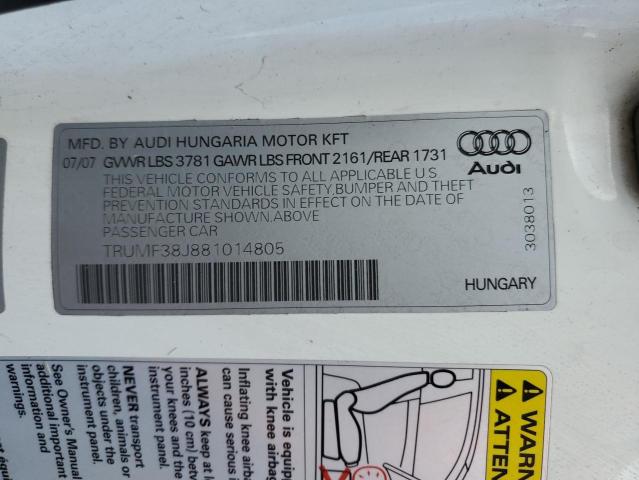 MFD. BY AUDI HUNGARIA MOTOR KFT
07/07 GVWR LBS 3781 GAWR LBS FRONT 2161/REAR 1731
THIS VEHICLE CONFORMS TO ALL APPLICABLE U.S.
FEDERAL MOTOR VEHICLE SAFETY,BUMPER AND THEFT
PREVENTION STANDARDS IN EFFECT ON THE DATE OF
MANUFACTURE SHOWN.ABOVE
PASSENGER CAR
TRUMF38J881014805
Audi
3038013
HUNGARY
WARN
ATTEN
Vehicle is equip
with knee airbag
Inflating knee airb
can cause serious i
ALWAYS keep at l
inches (10 cm) betw
your knees and the
instrument panel.
NEVER transport
children, animals or
objects under the
instrument panel.
See Owner's Manual
additional important
information and
warnings.